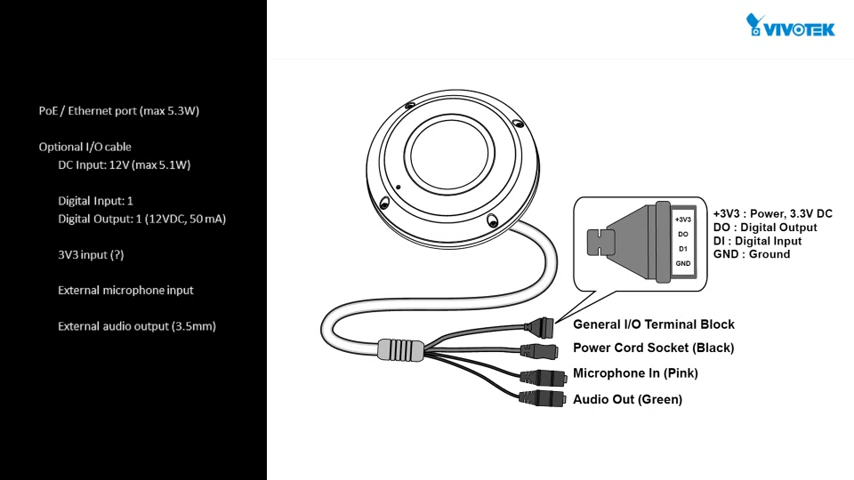 VIVOTEK
PoE / Ethernet port (max 5.3W)
Optional I/O cable
DC Input: 12V (max 5.1W)
Digital Input: 1
Digital Output: 1 (12VDC, 50 mA)
3V3 input (?)
External microphone input
External audio output (3.5mm)
+3V3
DO
D1
GND
+3V3 : Power, 3.3V DC
DO : Digital Output
DI : Digital Input
GND : Ground
General I/O Terminal Block
Power Cord Socket (Black)
Microphone In (Pink)
Audio Out (Green)